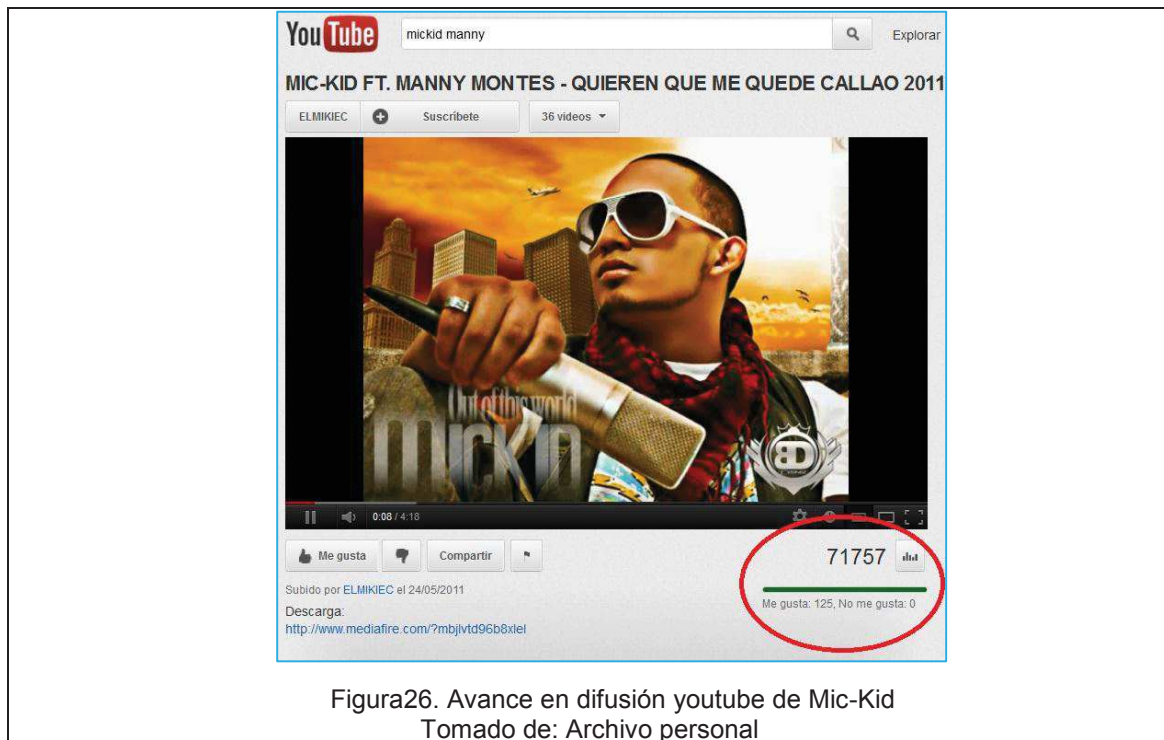 You Tube mickid manny Explorar
MIC-KID FT. MANNY MONTES - QUIEREN QUE ME QUEDE CALLAO 2011
ELMIKIEC Suscríbete 36 videos
Out of this world
MICKID
BD
0:08 / 4:18
Me gusta Compartir 71757
Subido por ELMIKIEC el 24/05/2011
Me gusta: 125, No me gusta: 0
Descarga:
http://www.mediafire.com/?mbjlvtd96b8xlel
Figura26. Avance en difusión youtube de Mic-Kid
Tomado de: Archivo personal